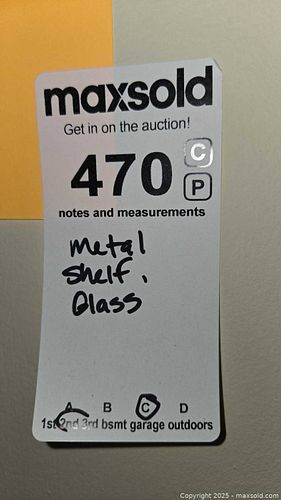 maxsold
Get in on the auction!
470 C
P
notes and measurements
metal
shelf,
Glass
A B C D
1st 2nd 3rd bsmt garage outdoors
Copyright 2025 - maxsold.com